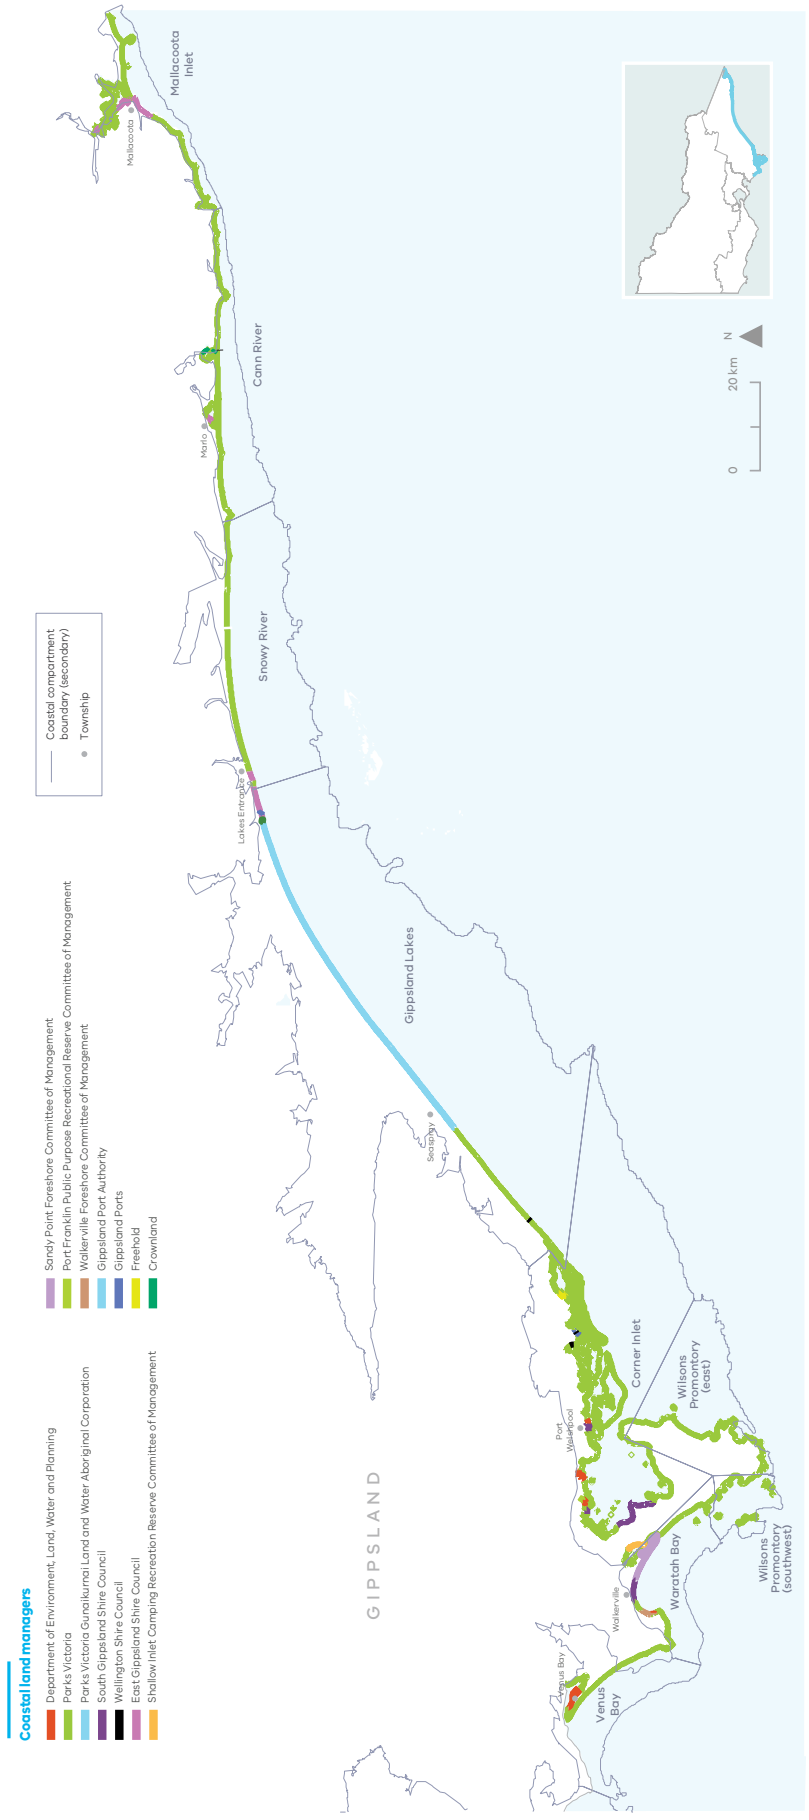 Coastal land managers
Department of Environment, Land, Water and Planning
Parks Victoria
Parks Victoria Gunaikurnai Land and Water Aboriginal Corporation
South Gippsland Shire Council
Wellington Shire Council
East Gippsland Shire Council
Shallow Inlet Camping Recreation Reserve Committee of Management
Sandy Point Foreshore Committee of Management
Port Franklin Public Purpose Recreational Reserve Committee of Management
Walkerville Foreshore Committee of Management
Gippsland Port Authority
Gippsland Ports
Freehold
Crownland
Coastal compartment
boundary (secondary)
Township
GIPPSLAND
Venus Bay
Venus
Bay
Walkerville
Waratah Bay
Wilsons
Promontory
(southwest)
Wilsons
Promontory
(east)
Port
Welshpool
Corner Inlet
Seaspray
Gippsland Lakes
Lakes Entrance
Snowy River
Marlo
Cann River
Mallacoota
Mallacoota
Inlet
0
20 km
N